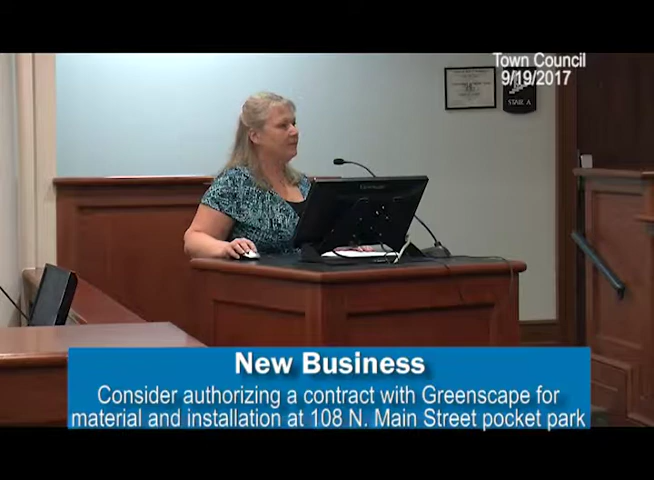 Town Council
9/19/2017
STALL A
New Business
Consider authorizing a contract with Greenscape for
material and installation at 108 N. Main Street pocket park